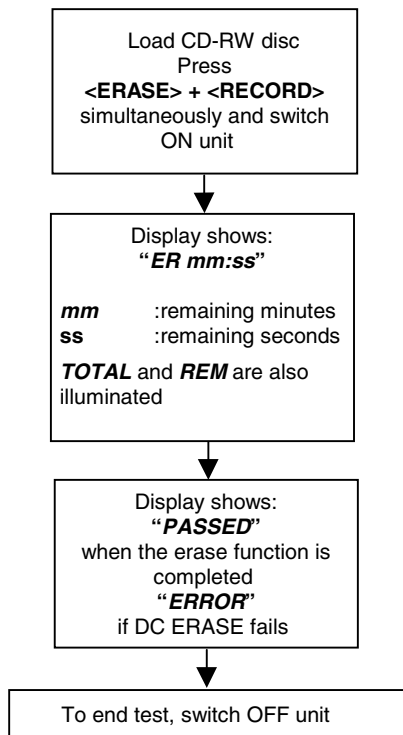 Load CD-RW disc
Press
<ERASE> + <RECORD>
simultaneously and switch
ON unit
Display shows:
“ER mm:ss”
mm :remaining minutes
ss :remaining seconds
TOTAL and REM are also
illuminated
Display shows:
“PASSED”
when the erase function is
completed
“ERROR”
if DC ERASE fails
To end test, switch OFF unit